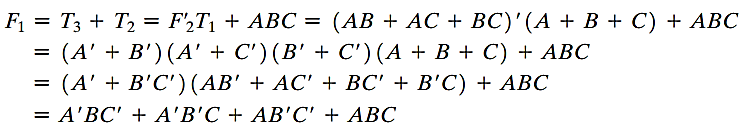 F₁ = T₃ + T₂ = F′₂T₁ + ABC = (AB + AC + BC)′(A + B + C) + ABC
= (A′ + B′)(A′ + C′)(B′ + C′)(A + B + C) + ABC
= (A′ + B′C′)(AB′ + AC′ + BC′ + B′C) + ABC
= A′BC′ + A′B′C + AB′C′ + ABC